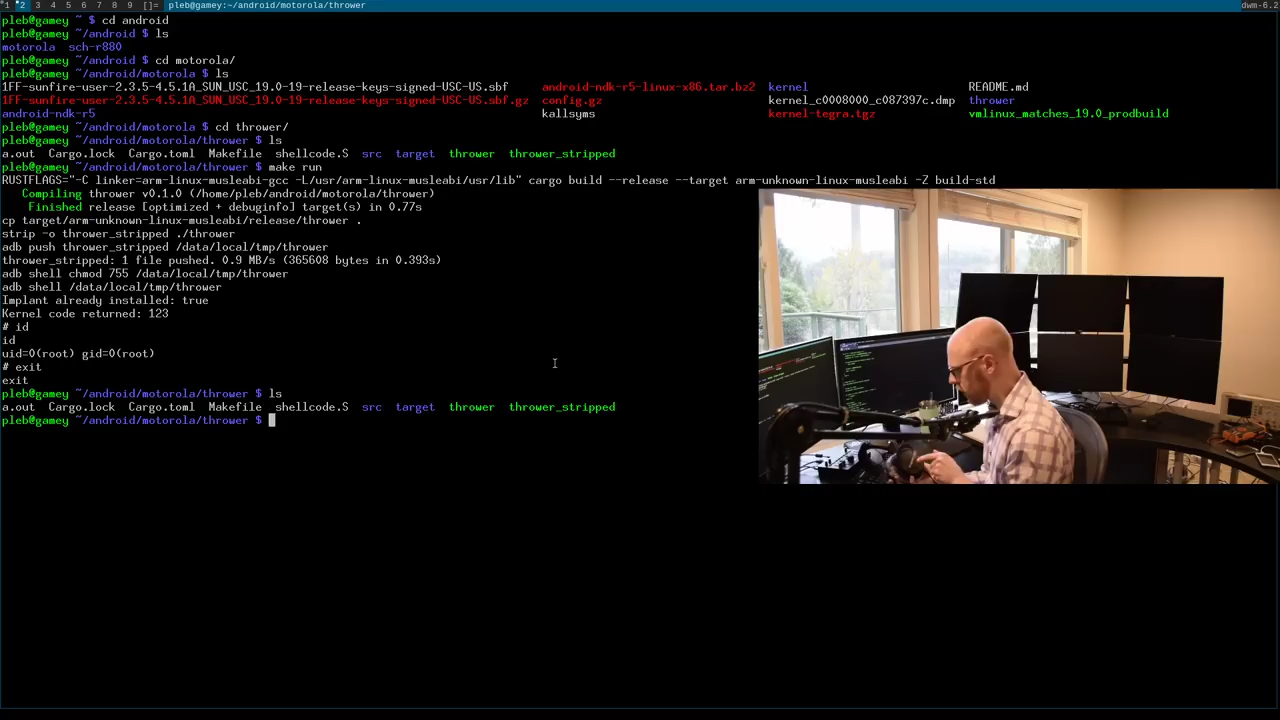 1 2 3 4 5 6 7 8 9 []= pleb@gamey:~/android/motorola/thrower dwm-6.2
pleb@gamey ~ $ cd android
pleb@gamey ~/android $ ls
motorola sch-r880
pleb@gamey ~/android $ cd motorola/
pleb@gamey ~/android/motorola $ ls
1FF-sunfire-user-2.3.5-4.5.1A_SUN_USC_19.0-19-release-keys-signed-USC-US.sbf android-ndk-r5-linux-x86.tar.bz2 kernel README.md
1FF-sunfire-user-2.3.5-4.5.1A_SUN_USC_19.0-19-release-keys-signed-USC-US.sbf.gz config.gz kernel_c0008000_c087397c.dmp thrower
android-ndk-r5 kallsyms kernel-tegra.tgz vmlinux_matches_19.0_prodbuild
pleb@gamey ~/android/motorola $ cd thrower/
pleb@gamey ~/android/motorola/thrower $ ls
a.out Cargo.lock Cargo.toml Makefile shellcode.S src target thrower thrower_stripped
pleb@gamey ~/android/motorola/thrower $ make run
RUSTFLAGS="-C linker=arm-linux-musleabi-gcc -L/usr/arm-linux-musleabi/usr/lib" cargo build --release --target arm-unknown-linux-musleabi -Z build-std
Compiling thrower v0.1.0 (/home/pleb/android/motorola/thrower)
Finished release [optimized + debuginfo] target(s) in 0.77s
cp target/arm-unknown-linux-musleabi/release/thrower .
strip -o thrower_stripped ./thrower
adb push thrower_stripped /data/local/tmp/thrower
thrower_stripped: 1 file pushed. 0.9 MB/s (365608 bytes in 0.393s)
adb shell chmod 755 /data/local/tmp/thrower
adb shell /data/local/tmp/thrower
Implant already installed: true
Kernel code returned: 123
# id
id
uid=0(root) gid=0(root)
# exit
exit
pleb@gamey ~/android/motorola/thrower $ ls
a.out Cargo.lock Cargo.toml Makefile shellcode.S src target thrower thrower_stripped
pleb@gamey ~/android/motorola/thrower $